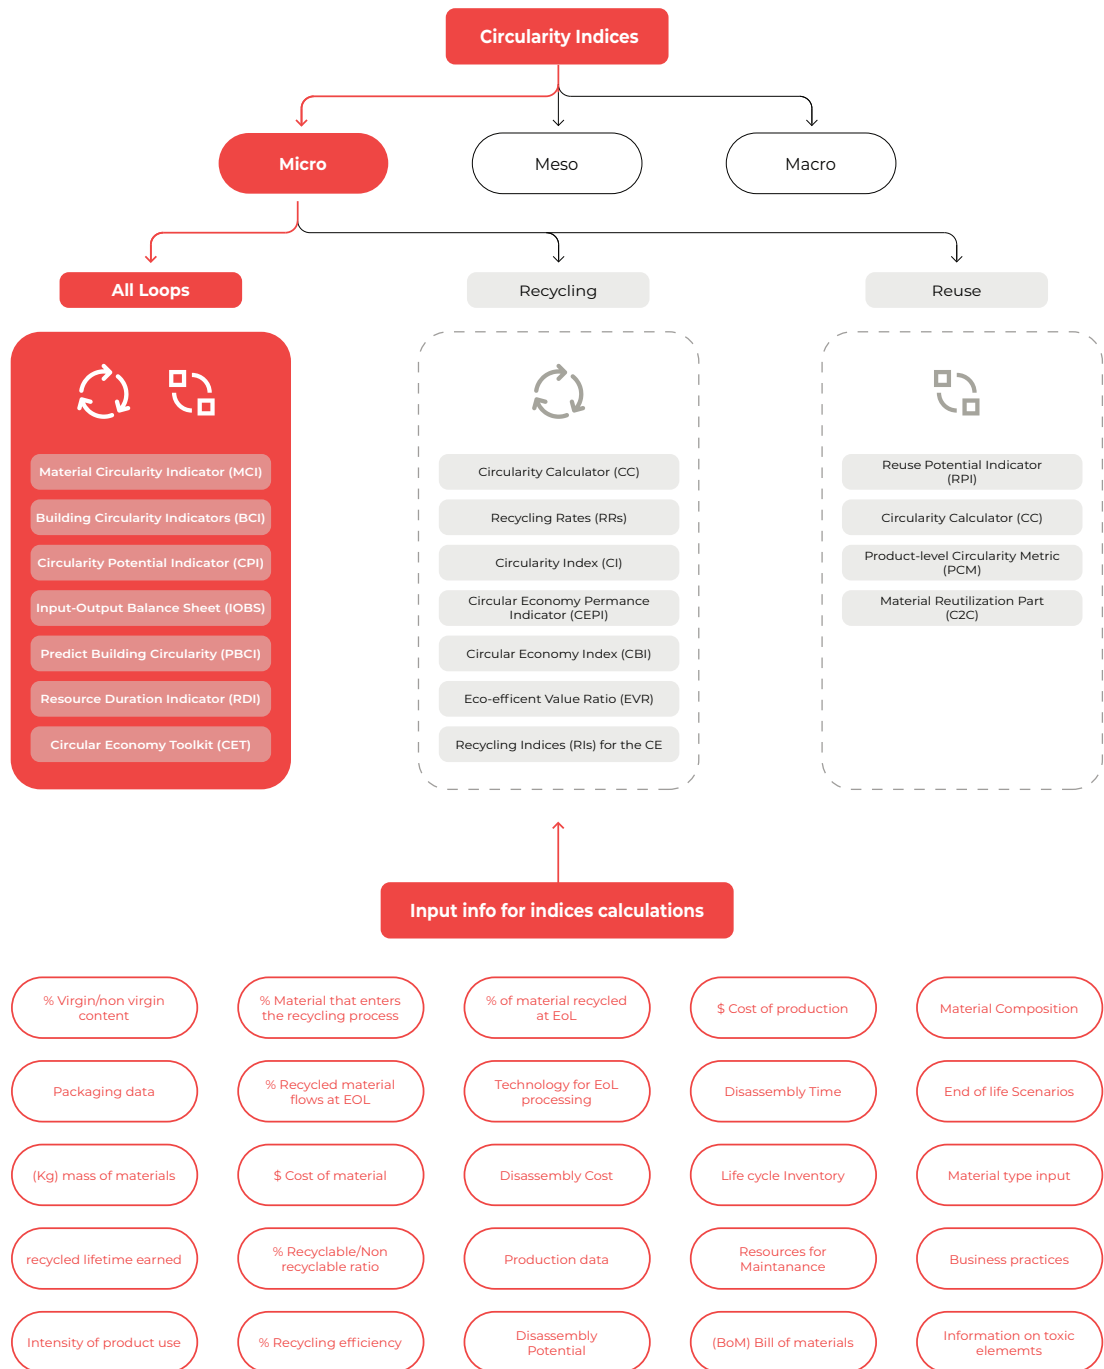 Circularity Indices
Micro
Meso
Macro
All Loops
Recycling
Reuse
Material Circularity Indicator (MCI)
Building Circularity Indicators (BCI)
Circularity Potential Indicator (CPI)
Input-Output Balance Sheet (IOBS)
Predict Building Circularity (PBCI)
Resource Duration Indicator (RDI)
Circular Economy Toolkit (CET)
Circularity Calculator (CC)
Recycling Rates (RRs)
Circularity Index (CI)
Circular Economy Permance
Indicator (CEPI)
Circular Economy Index (CBI)
Eco-efficent Value Ratio (EVR)
Recycling Indices (RIs) for the CE
Reuse Potential Indicator
(RPI)
Circularity Calculator (CC)
Product-level Circularity Metric
(PCM)
Material Reutilization Part
(C2C)
Input info for indices calculations
% Virgin/non virgin
content
% Material that enters
the recycling process
% of material recycled
at EoL
$ Cost of production
Material Composition
Packaging data
% Recycled material
flows at EOL
Technology for EoL
processing
Disassembly Time
End of life Scenarios
(Kg) mass of materials
$ Cost of material
Disassembly Cost
Life cycle Inventory
Material type input
recycled lifetime earned
% Recyclable/Non
recyclable ratio
Production data
Resources for
Maintanance
Business practices
Intensity of product use
% Recycling efficiency
Disassembly
Potential
(BoM) Bill of materials
Information on toxic
elememts